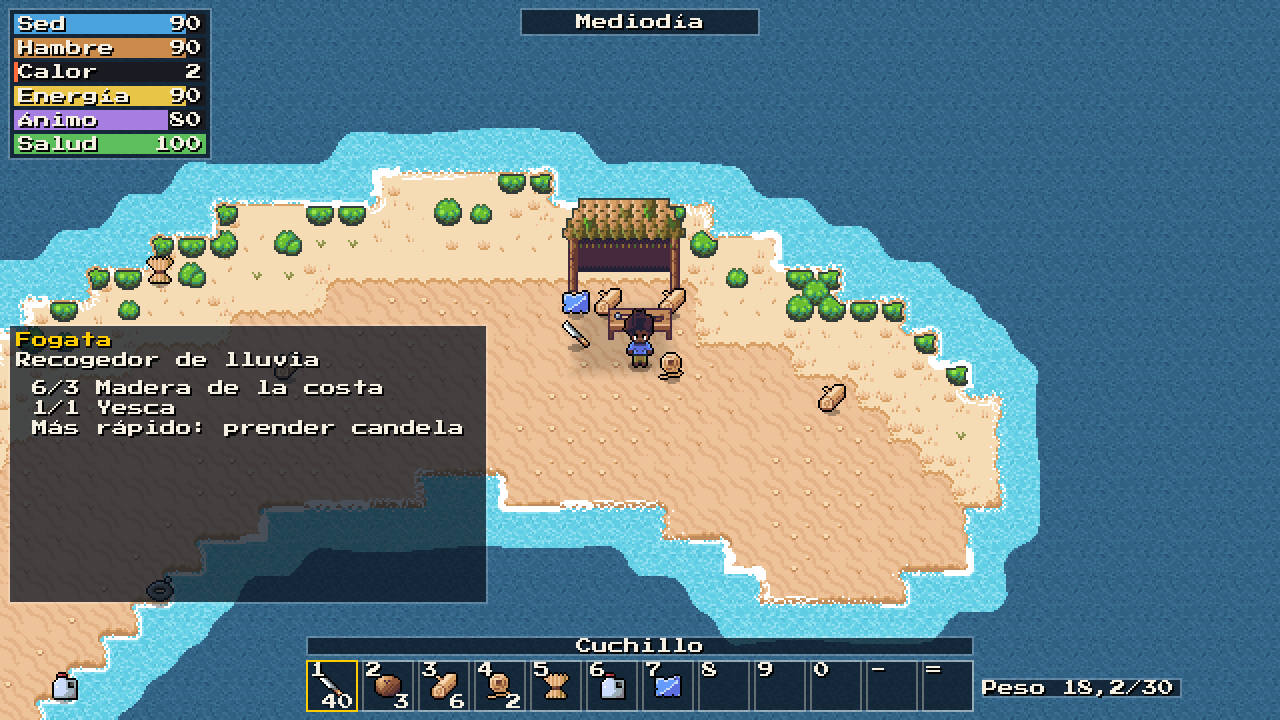 Sed 90
Hambre 90
Calor 2
Energía 90
Ánimo 80
Salud 100
Mediodía
Fogata
Recogedor de lluvia
6/3 Madera de la costa
1/1 Yesca
Más rápido: prender candela
Cuchillo
1 2 3 4 5 6 7 8 9 0 - =
40 3 6 2
Peso 18,2/30